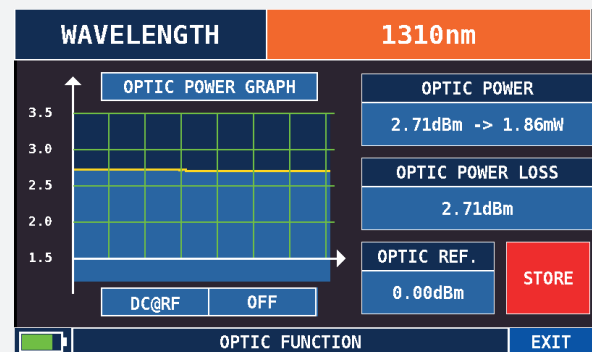 WAVELENGTH 1310nm
OPTIC POWER GRAPH
3.5
3.0
2.5
2.0
1.5
DC@RF OFF
OPTIC POWER
2.71dBm -> 1.86mW
OPTIC POWER LOSS
2.71dBm
OPTIC REF.
0.00dBm
STORE
OPTIC FUNCTION EXIT